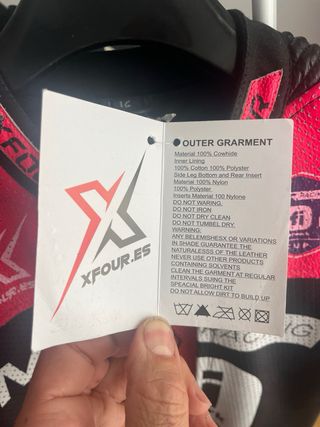 XFOUR.ES
OUTER GRARMENT
Material 100% Cowhide
Inner Lining
100% Cotton 100% Polyster
Side Leg Bottom and Rear Insert
Material 100% Nylon
100% Polyster
Inserts Material 100 Nylone
DO NOT WARING.
DO NOT IRON
DO NOT DRY CLEAN
DO NOT TUMBEL DRY:
WARNING:
ANY BELEMISHESX OR VARIATIONS
IN SHADE GUARANTEE THE
NATURALESSS OF THE LEATHER
NEVER USE OTHER PRODUCTS
CONTAINING SOLVENTS
CLEAN THE GARMENT AT REGULAR
INTERVALS SUING THE
SPEACIAL BRIGHT KIT
DO NOT ALLOW DIRT TO BUILD UP